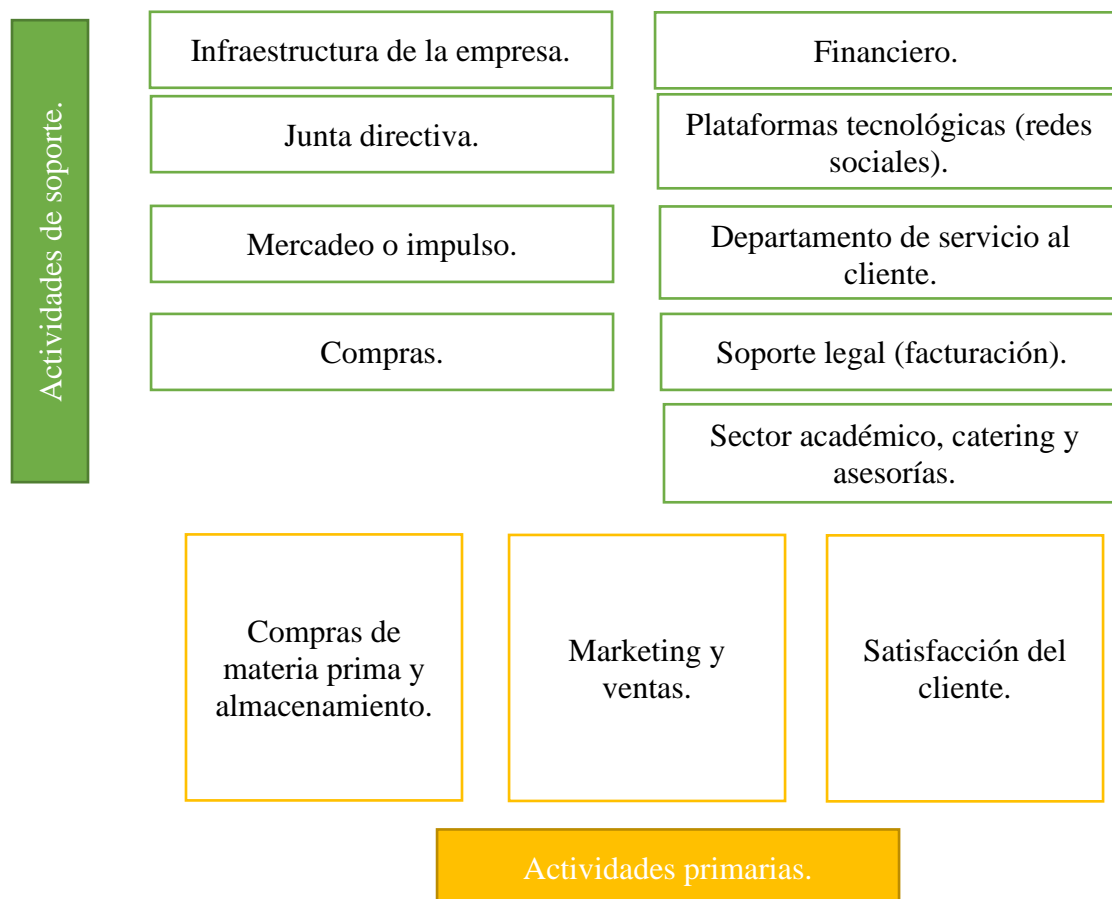 Actividades de soporte.
Infraestructura de la empresa.
Financiero.
Junta directiva.
Plataformas tecnológicas (redes
sociales).
Mercadeo o impulso.
Departamento de servicio al
cliente.
Compras.
Soporte legal (facturación).
Sector académico, catering y
asesorías.
Compras de
materia prima y
almacenamiento.
Marketing y
ventas.
Satisfacción del
cliente.
Actividades primarias.